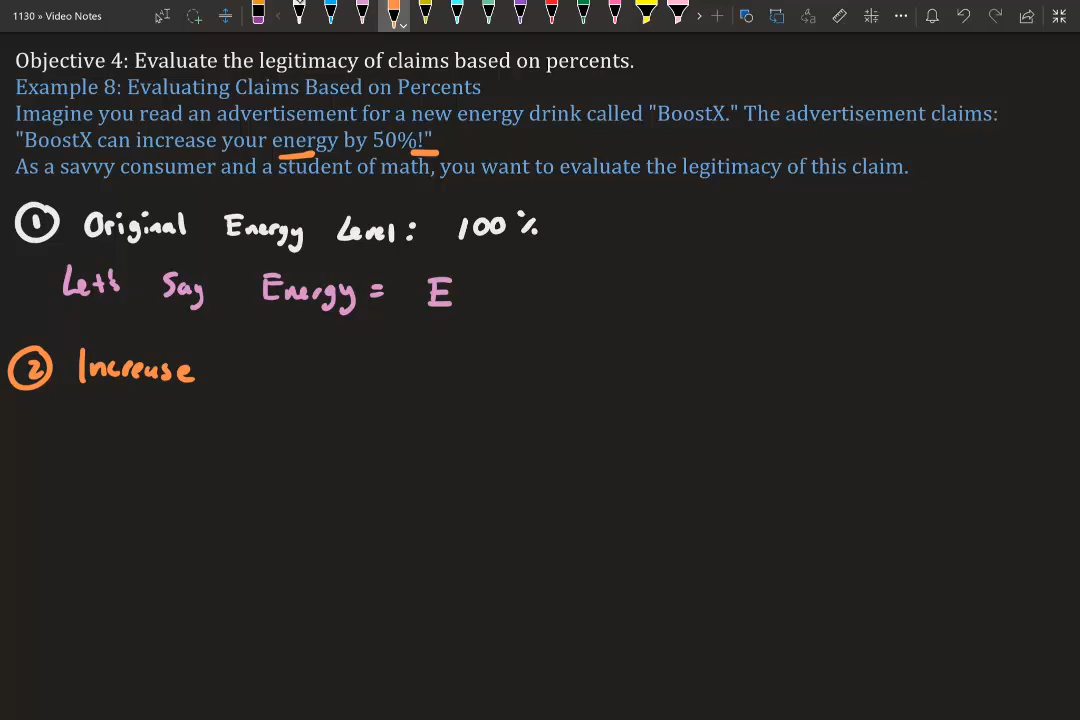 1130 » Video Notes
Objective 4: Evaluate the legitimacy of claims based on percents.
Example 8: Evaluating Claims Based on Percents
Imagine you read an advertisement for a new energy drink called "BoostX." The advertisement claims:
"BoostX can increase your energy by 50%!"
As a savvy consumer and a student of math, you want to evaluate the legitimacy of this claim.
① Original Energy Level: 100 %
Let's Say Energy = E
② Increase